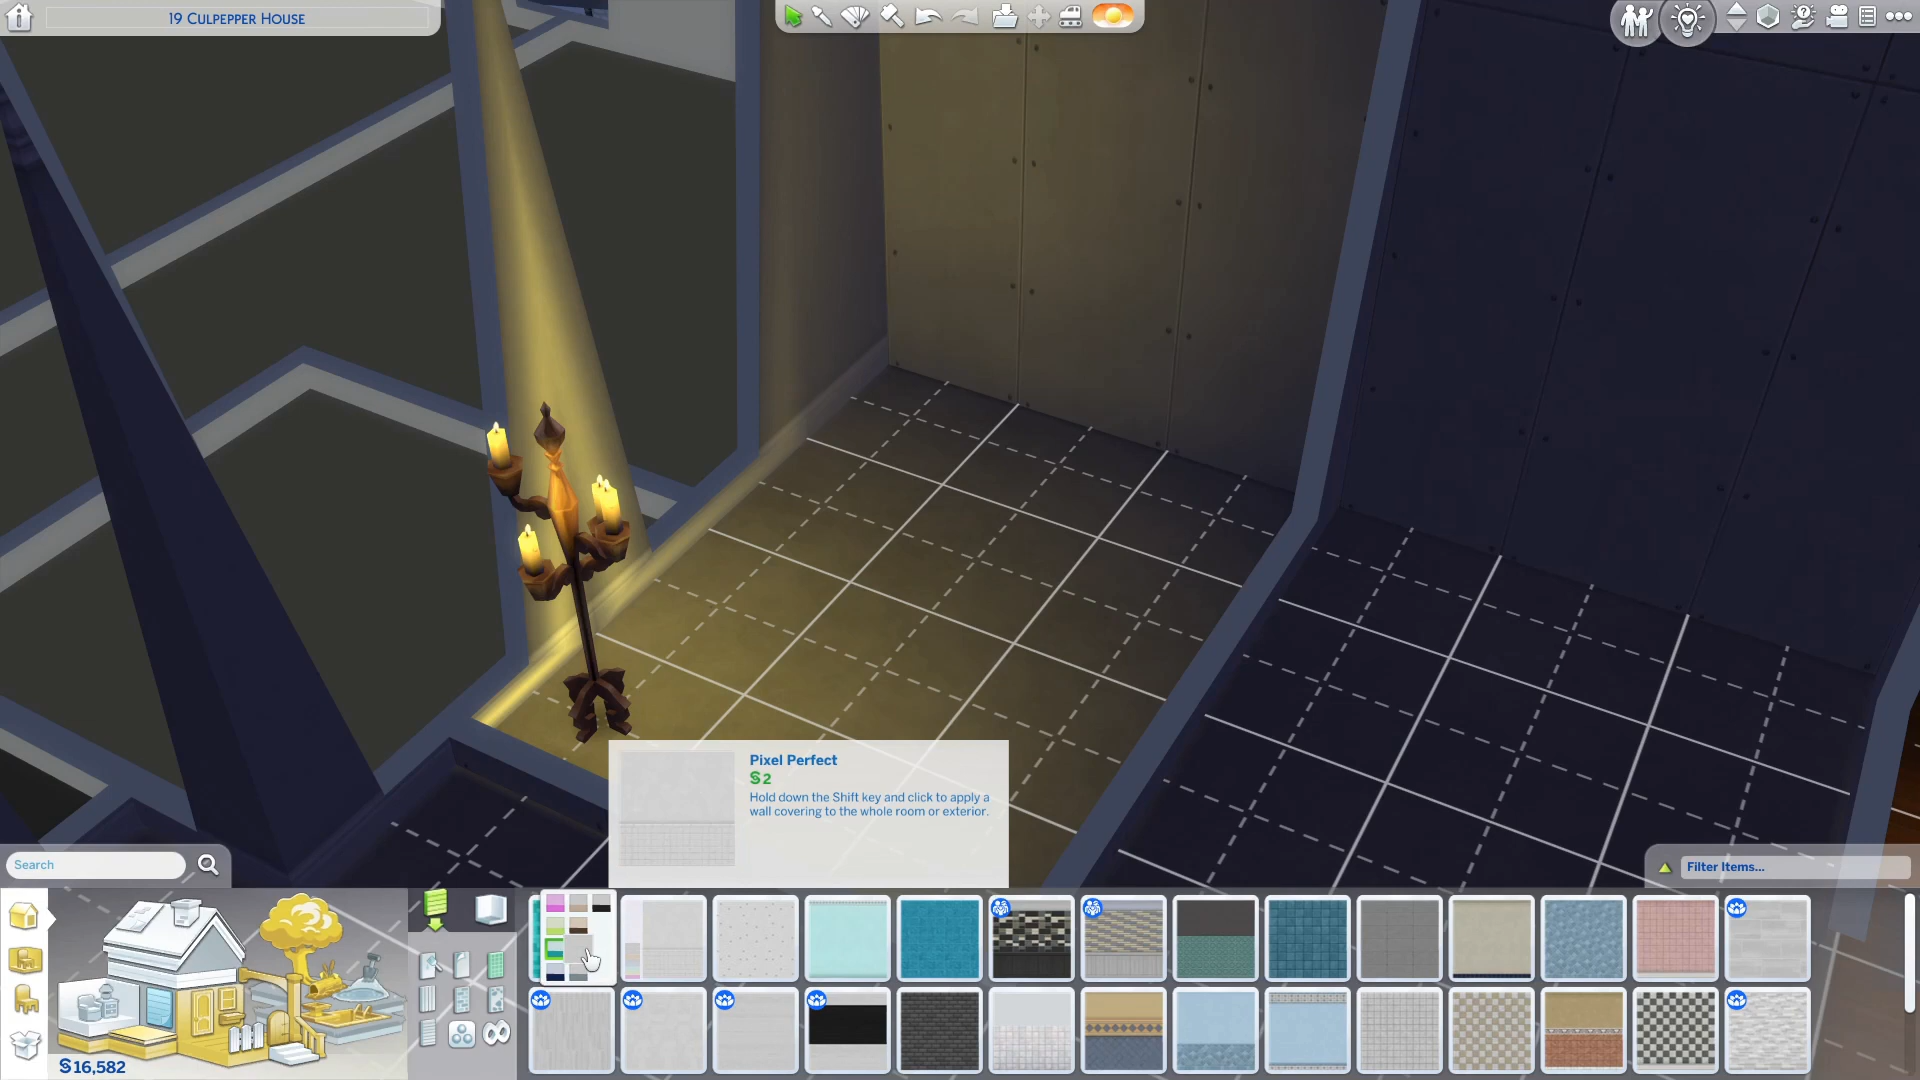 19 Culpepper House
Pixel Perfect
§2
Hold down the Shift key and click to apply a
wall covering to the whole room or exterior.
Search
Filter Items...
§16,582